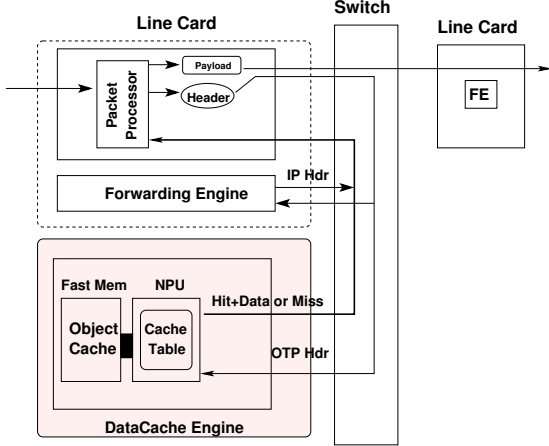 Switch
Line Card
Line Card
Payload
Packet
Processor
Header
FE
IP Hdr
Forwarding Engine
Fast Mem
NPU
Hit+Data or Miss
Object
Cache
Cache
Table
OTP Hdr
DataCache Engine